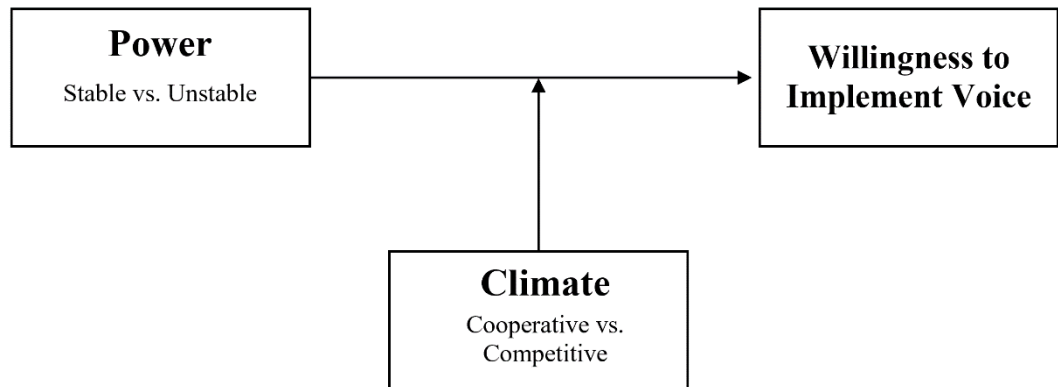 Power
Stable vs. Unstable
Willingness to
Implement Voice
Climate
Cooperative vs.
Competitive